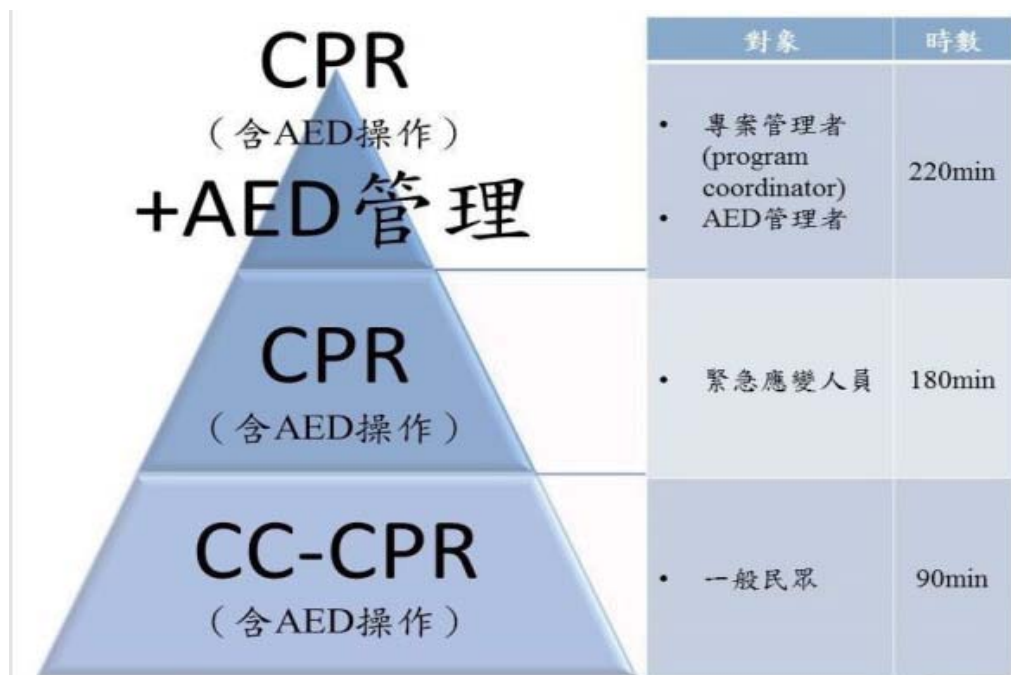 CPR
（含AED操作）
+AED管理
CPR
（含AED操作）
CC-CPR
（含AED操作）
對象 時數
• 專案管理者
(program
coordinator)
• AED管理者
220min
• 緊急應變人員 180min
• 一般民眾 90min